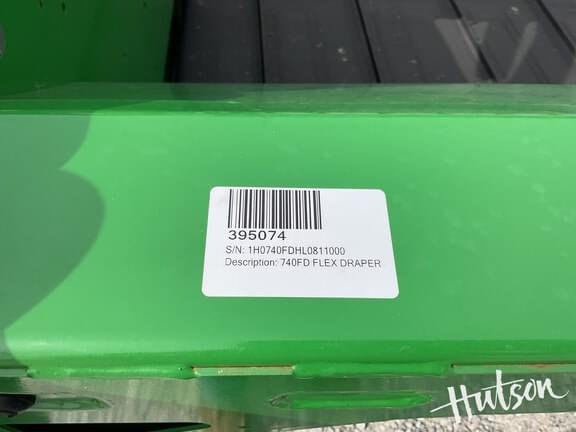 395074
S/N: 1H0740FDHL0811000
Description: 740FD FLEX DRAPER
Hutson